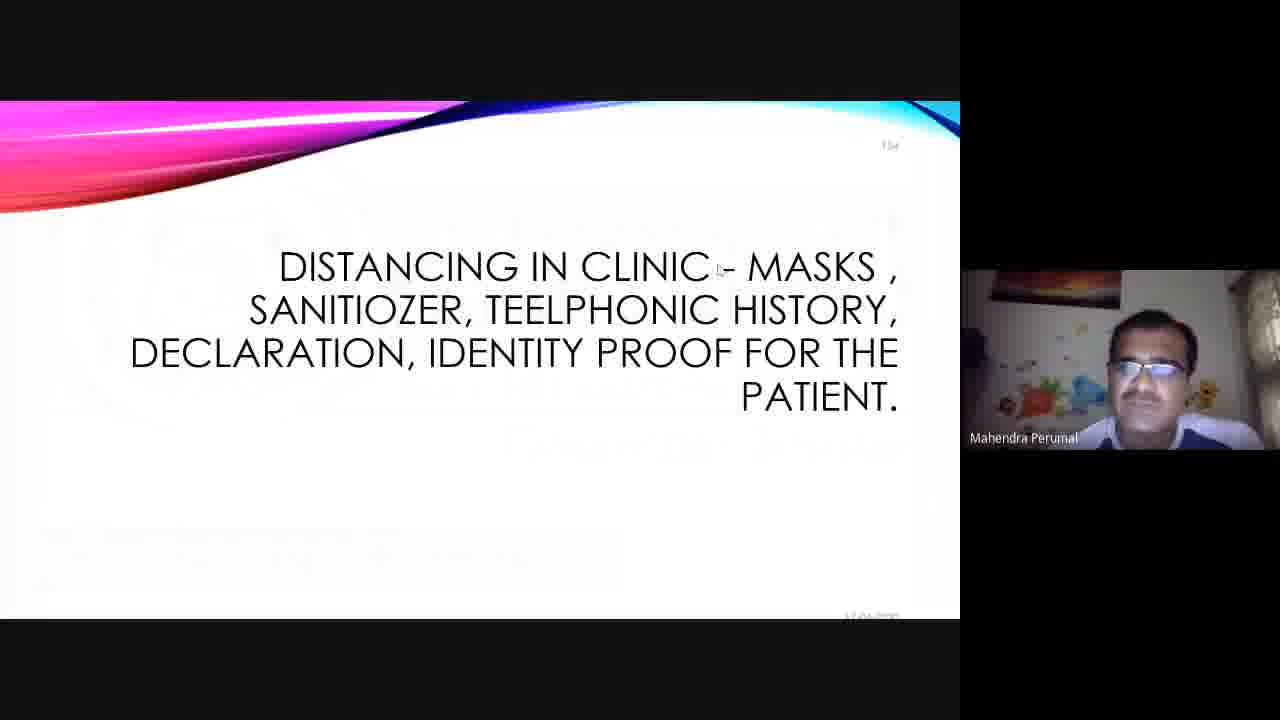 DISTANCING IN CLINIC - MASKS ,
SANITIOZER, TEELPHONIC HISTORY,
DECLARATION, IDENTITY PROOF FOR THE
PATIENT.
Mahendra Perumal